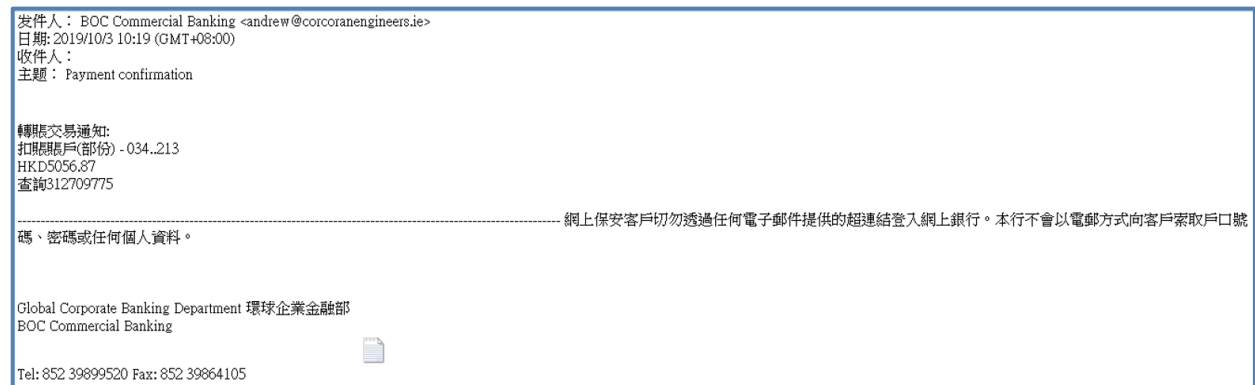 发件人： BOC Commercial Banking <andrew@corcoranengineers.ie>
日期: 2019/10/3 10:19 (GMT+08:00)
收件人：
主题： Payment confirmation
轉賬交易通知:
扣賬賬戶(部份) - 034..213
HKD5056.87
查詢312709775
-------------------------------------------------------------------------------------------------------------------- 網上保安客戶切勿透過任何電子郵件提供的超連結登入網上銀行。本行不會以電郵方式向客戶索取戶口號
碼、密碼或任何個人資料。
Global Corporate Banking Department 環球企業金融部
BOC Commercial Banking
Tel: 852 39899520 Fax: 852 39864105